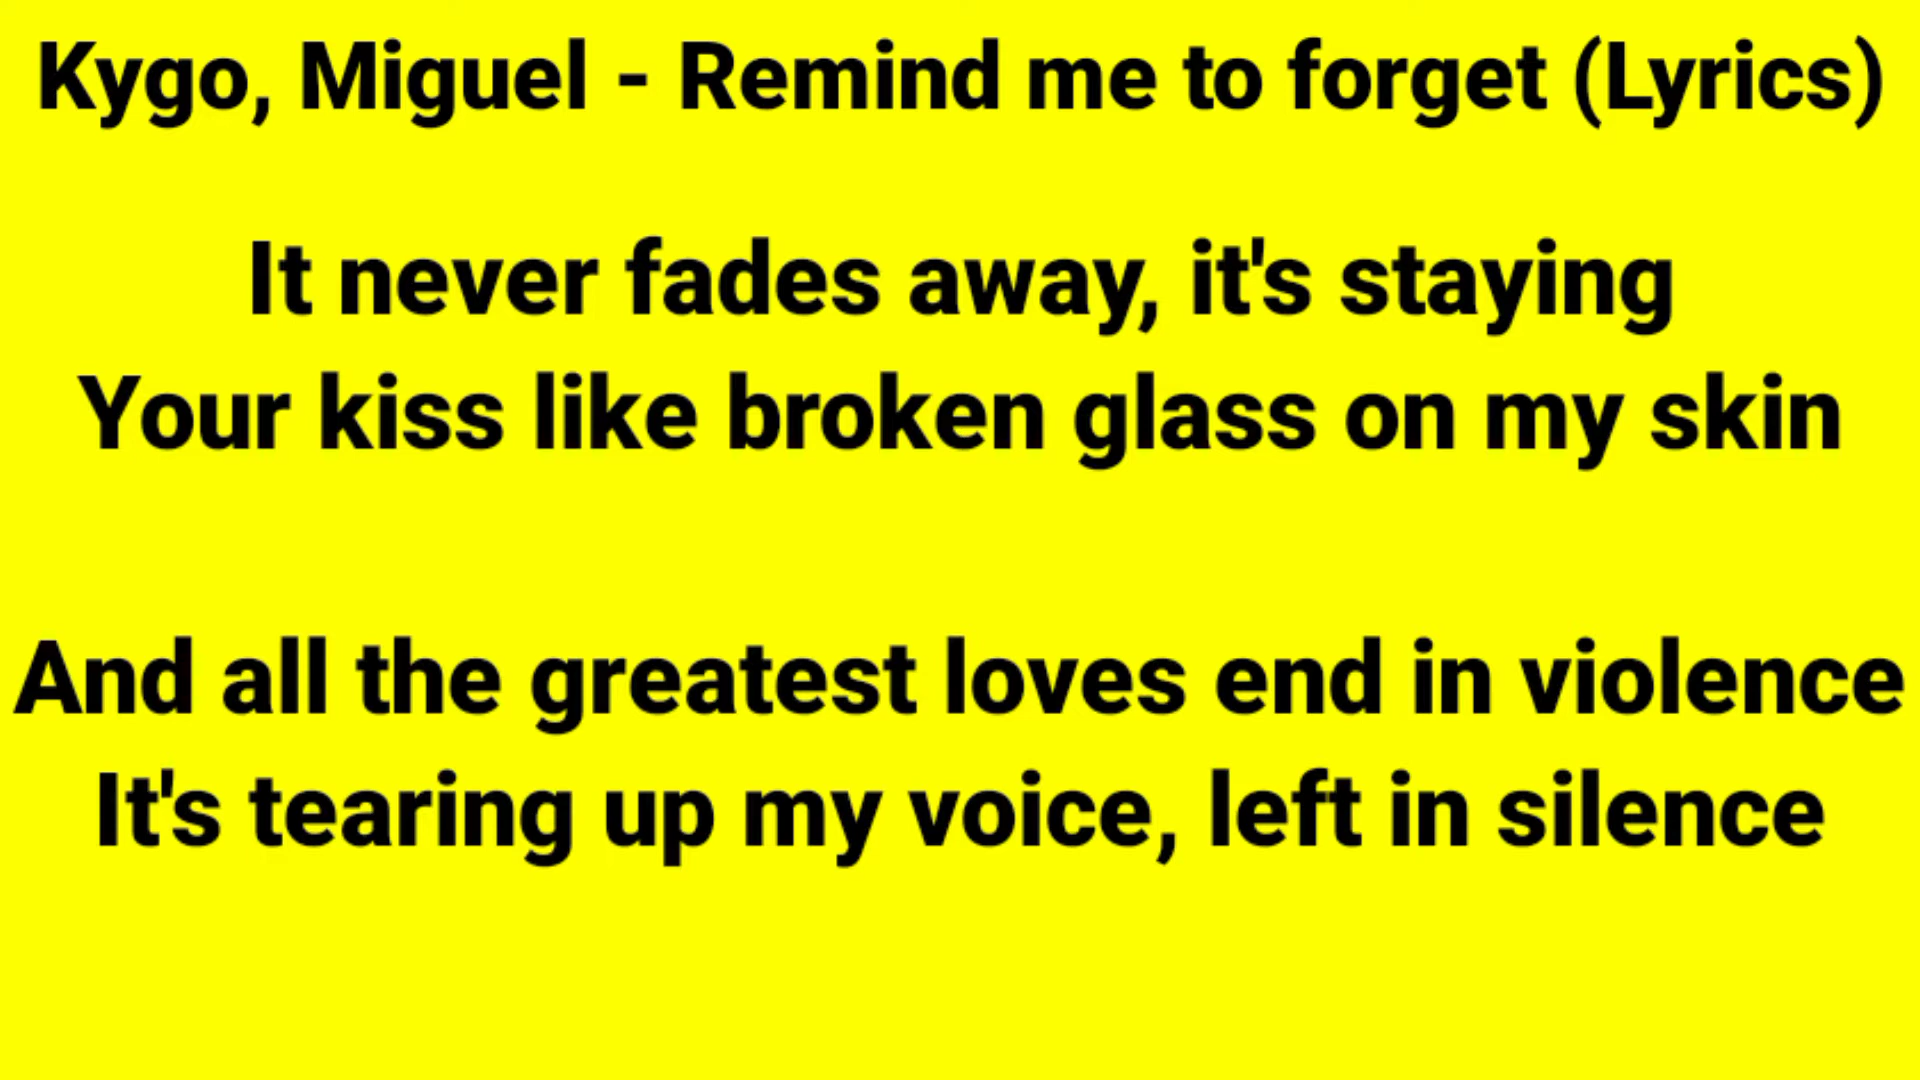 Kygo, Miguel - Remind me to forget (Lyrics)
It never fades away, it's staying
Your kiss like broken glass on my skin
And all the greatest loves end in violence
It's tearing up my voice, left in silence